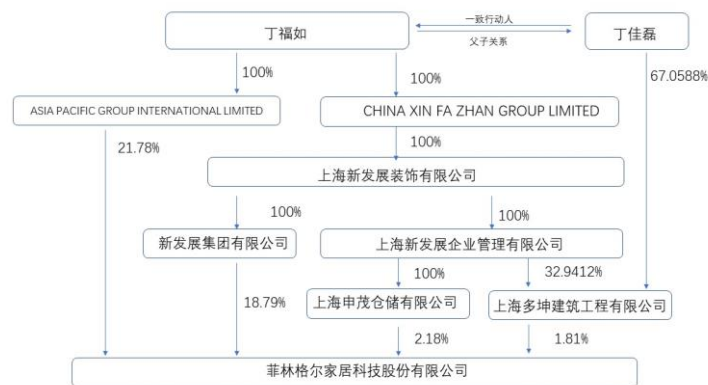 丁福如
一致行动人
父子关系
丁佳磊
100%
100%
67.0588%
ASIA PACIFIC GROUP INTERNATIONAL LIMITED
CHINA XIN FA ZHAN GROUP LIMITED
21.78%
100%
上海新发展装饰有限公司
100%
100%
新发展集团有限公司
上海新发展企业管理有限公司
100%
32.9412%
18.79%
上海申茂仓储有限公司
上海多坤建筑工程有限公司
2.18%
1.81%
菲林格尔家居科技股份有限公司